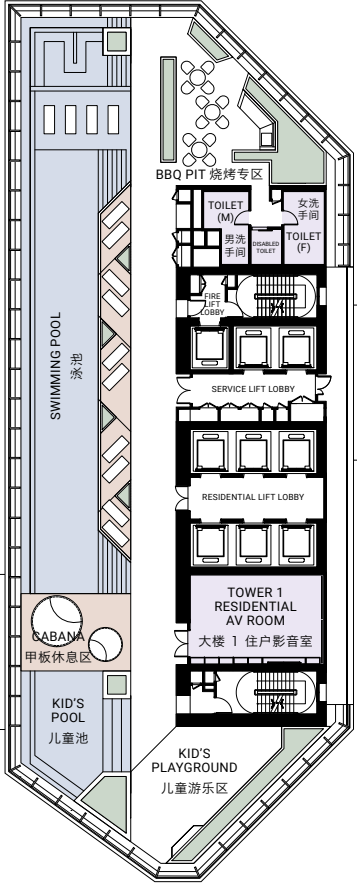 BBQ PIT 烧烤专区
TOILET
(M)
男洗
手间
DISABLED
TOILET
女洗
手间
TOILET
(F)
FIRE
LIFT
LOBBY
SERVICE LIFT LOBBY
SWIMMING POOL
泳池
RESIDENTIAL LIFT LOBBY
TOWER 1
RESIDENTIAL
AV ROOM
大楼 1 住户影音室
CABANA
甲板休息区
KID'S
POOL
儿童池
KID'S
PLAYGROUND
儿童游乐区